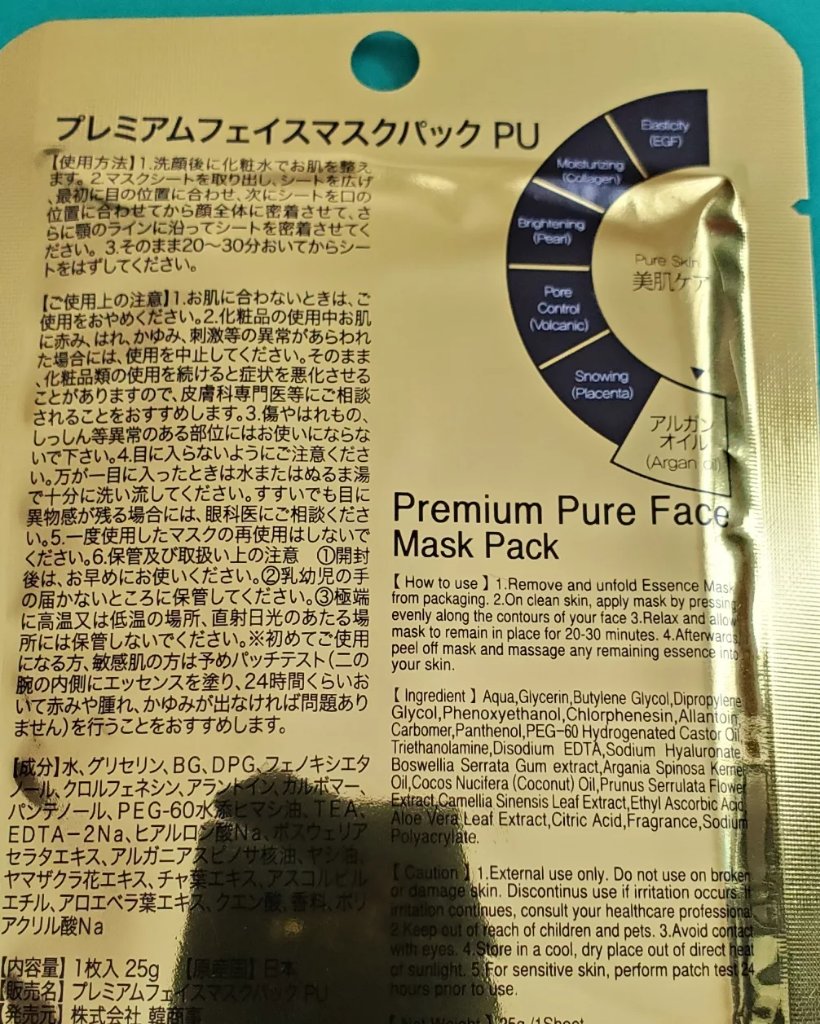 プレミアムフェイスマスクパック PU
【使用方法】1.洗顔後に化粧水でお肌を整え
ます。2.マスクシートを取り出し、シートを広げ
、最初に目の位置に合わせ、次にシートを口の
位置に合わせてから顔全体に密着させて、さ
らに顎のラインに沿ってシートを密着させてく
ださい。3.そのまま20〜30分おいてからシー
トをはずしてください。
【ご使用上の注意】1.お肌に合わないときは、ご
使用をおやめください。2.化粧品の使用中お肌
に赤み、はれ、かゆみ、刺激等の異常があらわれ
た場合には、使用を中止してください。そのまま
、化粧品類の使用を続けると症状を悪化させる
ことがありますので、皮膚科専門医等にご相談
されることをおすすめします。3.傷やはれもの、
しっしん等異常のある部位にはお使いにならな
いで下さい。4.目に入らないようにご注意くださ
い。万が一目に入ったときは水またはぬるま湯
で十分に洗い流してください。すすいでも目に
異物感が残る場合には、眼科医にご相談くださ
い。5.一度使用したマスクの再使用はしないで
ください。6.保管及び取扱い上の注意 ①開封
後は、お早めにお使いください。②乳幼児の手
の届かないところに保管してください。③極端
に高温又は低温の場所、直射日光のあたる場
所には保管しないでください。※初めてご使用
になる方、敏感肌の方は予めパッチテスト(二の
腕の内側にエッセンスを塗り、24時間くらいお
いて赤みや腫れ、かゆみが出なければ問題あり
ません)を行うことをおすすめします。
【成分】水、グリセリン、BG、DPG、フェノキシエタ
ノール、クロルフェネシン、アラントイン、カルボマー、
パンテノール、PEG-60水添ヒマシ油、TEA、
EDTA-2Na、ヒアルロン酸Na、ボスウェリア
セラタエキス、アルガニアスピノサ核油、ヤシ油、
ヤマザクラ花エキス、チャ葉エキス、アスコルビル
エチル、アロエベラ葉エキス、クエン酸、香料、ポリ
アクリル酸Na
【内容量】1枚入 25g 【原産国】日本
【販売名】プレミアムフェイスマスクパック PU
【発売元】株式会社 韓商事
Elasticity
(EGF)
Moisturizing
(Collagen)
Brightening
(Pearl)
Pore
Control
(Volcanic)
Snowing
(Placenta)
Pure Skin
美肌ケア
アルガン
オイル
(Argan oil)
Premium Pure Face
Mask Pack
【 How to use 】1.Remove and unfold Essence Mask
from packaging. 2.On clean skin, apply mask by pressing
evenly along the contours of your face 3.Relax and allow
mask to remain in place for 20-30 minutes. 4.Afterwards,
peel off mask and massage any remaining essence into
your skin.
【 Ingredient 】Aqua,Glycerin,Butylene Glycol,Dipropylene
Glycol,Phenoxyethanol,Chlorphenesin,Allantoin,
Carbomer,Panthenol,PEG-60 Hydrogenated Castor Oil,
Triethanolamine,Disodium EDTA,Sodium Hyaluronate,
Boswellia Serrata Gum extract,Argania Spinosa Kernel
Oil,Cocos Nucifera (Coconut) Oil,Prunus Serrulata Flower
Extract,Camellia Sinensis Leaf Extract,Ethyl Ascorbic Acid,
Aloe Vera Leaf Extract,Citric Acid,Fragrance,Sodium
Polyacrylate.
【 Caution 】1.External use only. Do not use on broken
or damage skin. Discontinus use if irritation occurs. If
irritation continues, consult your healthcare professional.
2.Keep out of reach of children and pets. 3.Avoid contact
with eyes. 4.Store in a cool, dry place out of direct heat
of sunlight. 5.For sensitive skin, perform patch test 24
hours prior to use.
【 Net Weight 】25g /1Sheet